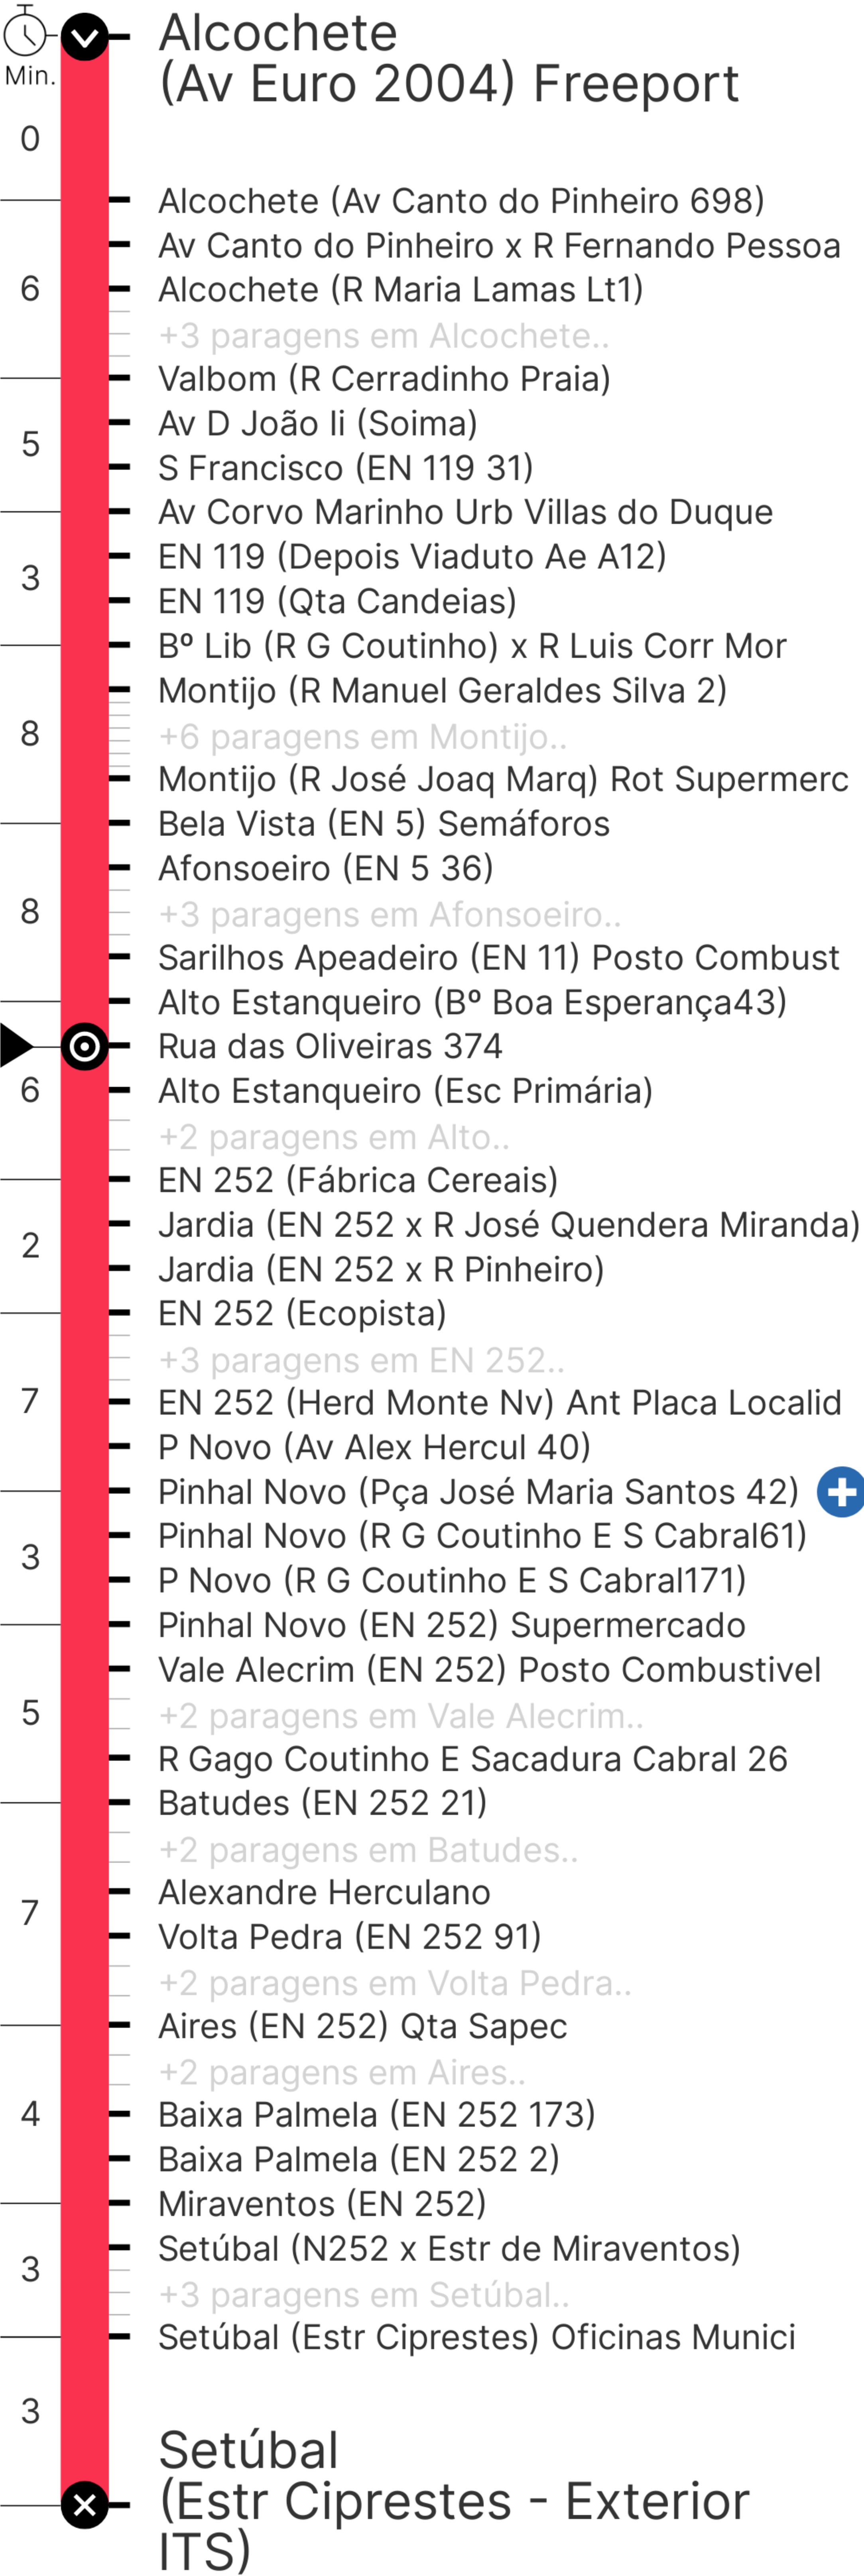 Alcochete
(Av Euro 2004) Freeport
Min.
0
Alcochete (Av Canto do Pinheiro 698)
Av Canto do Pinheiro x R Fernando Pessoa
6
Alcochete (R Maria Lamas Lt1)
+3 paragens em Alcochete..
Valbom (R Cerradinho Praia)
Av D João Ii (Soima)
5
S Francisco (EN 119 31)
Av Corvo Marinho Urb Villas do Duque
EN 119 (Depois Viaduto Ae A12)
3
EN 119 (Qta Candeias)
Bº Lib (R G Coutinho) x R Luis Corr Mor
Montijo (R Manuel Geraldes Silva 2)
8
+6 paragens em Montijo..
Montijo (R José Joaq Marq) Rot Supermerc
Bela Vista (EN 5) Semáforos
Afonsoeiro (EN 5 36)
8
+3 paragens em Afonsoeiro..
Sarilhos Apeadeiro (EN 11) Posto Combust
Alto Estanqueiro (Bº Boa Esperança43)
Rua das Oliveiras 374
6
Alto Estanqueiro (Esc Primária)
+2 paragens em Alto..
EN 252 (Fábrica Cereais)
Jardia (EN 252 x R José Quendera Miranda)
2
Jardia (EN 252 x R Pinheiro)
EN 252 (Ecopista)
+3 paragens em EN 252..
7
EN 252 (Herd Monte Nv) Ant Placa Localid
P Novo (Av Alex Hercul 40)
Pinhal Novo (Pça José Maria Santos 42)
Pinhal Novo (R G Coutinho E S Cabral61)
3
P Novo (R G Coutinho E S Cabral171)
Pinhal Novo (EN 252) Supermercado
Vale Alecrim (EN 252) Posto Combustivel
5
+2 paragens em Vale Alecrim..
R Gago Coutinho E Sacadura Cabral 26
Batudes (EN 252 21)
+2 paragens em Batudes..
Alexandre Herculano
7
Volta Pedra (EN 252 91)
+2 paragens em Volta Pedra..
Aires (EN 252) Qta Sapec
+2 paragens em Aires..
4
Baixa Palmela (EN 252 173)
Baixa Palmela (EN 252 2)
Miraventos (EN 252)
Setúbal (N252 x Estr de Miraventos)
3
+3 paragens em Setúbal..
Setúbal (Estr Ciprestes) Oficinas Munici
3
Setúbal
(Estr Ciprestes - Exterior
ITS)